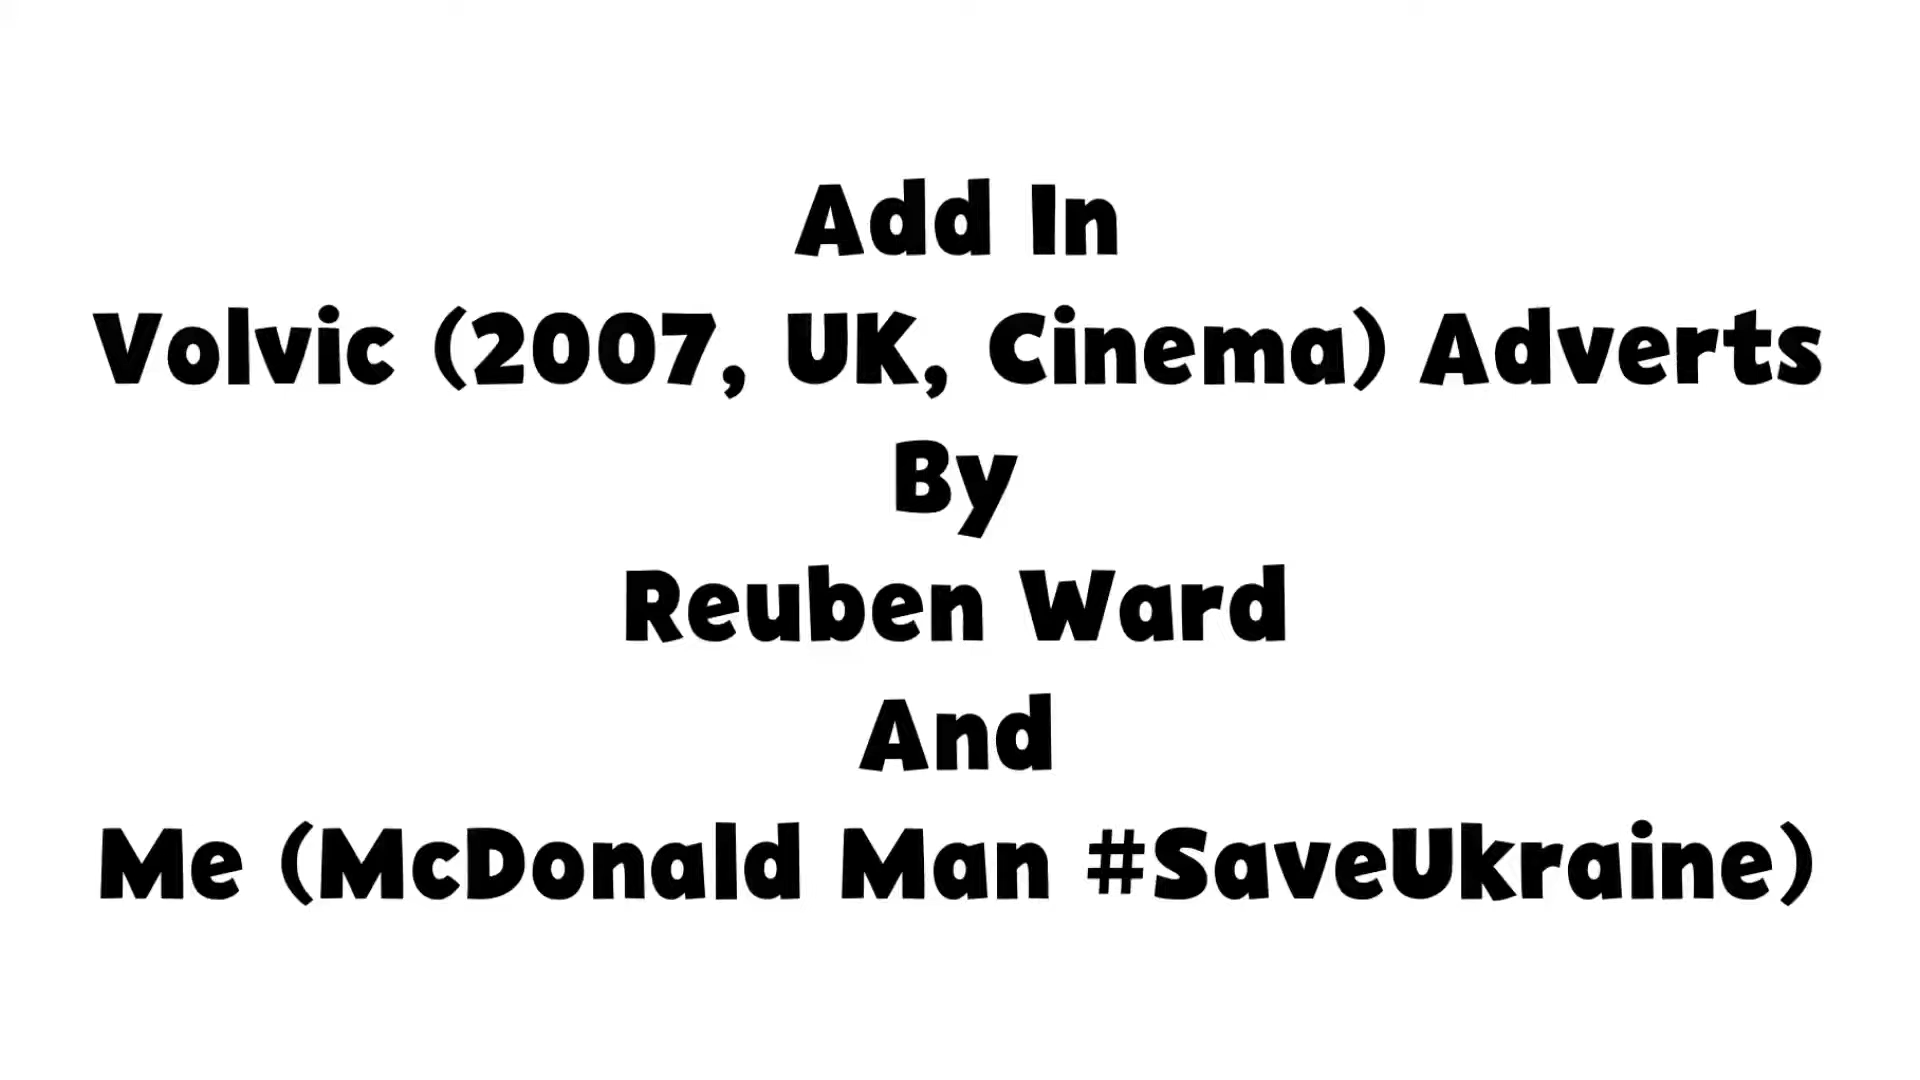 Add In
Volvic (2007, UK, Cinema) Adverts
By
Reuben Ward
And
Me (McDonald Man #SaveUkraine)